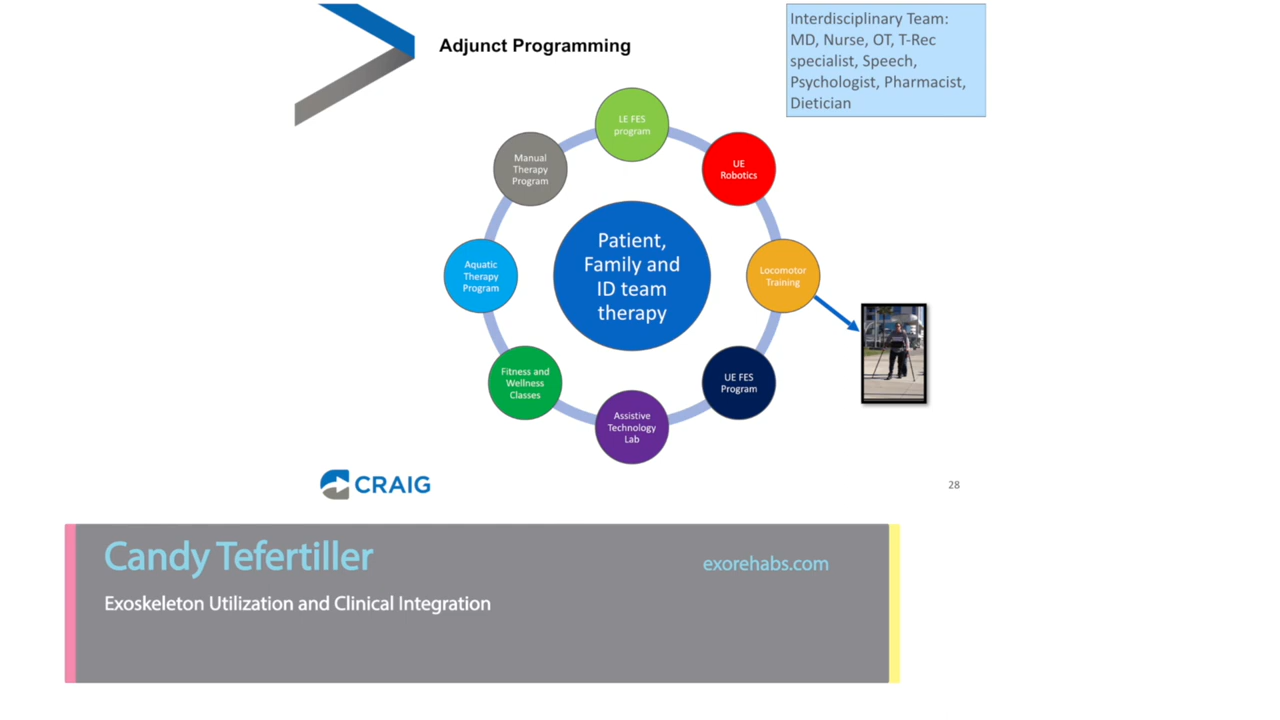 Adjunct Programming
Interdisciplinary Team:
MD, Nurse, OT, T-Rec
specialist, Speech,
Psychologist, Pharmacist,
Dietician
LE FES
program
UE
Robotics
Locomotor
Training
UE FES
Program
Assistive
Technology
Lab
Fitness and
Wellness
Classes
Aquatic
Therapy
Program
Manual
Therapy
Program
Patient,
Family and
ID team
therapy
CRAIG
28
Candy Tefertiller
exorehabs.com
Exoskeleton Utilization and Clinical Integration